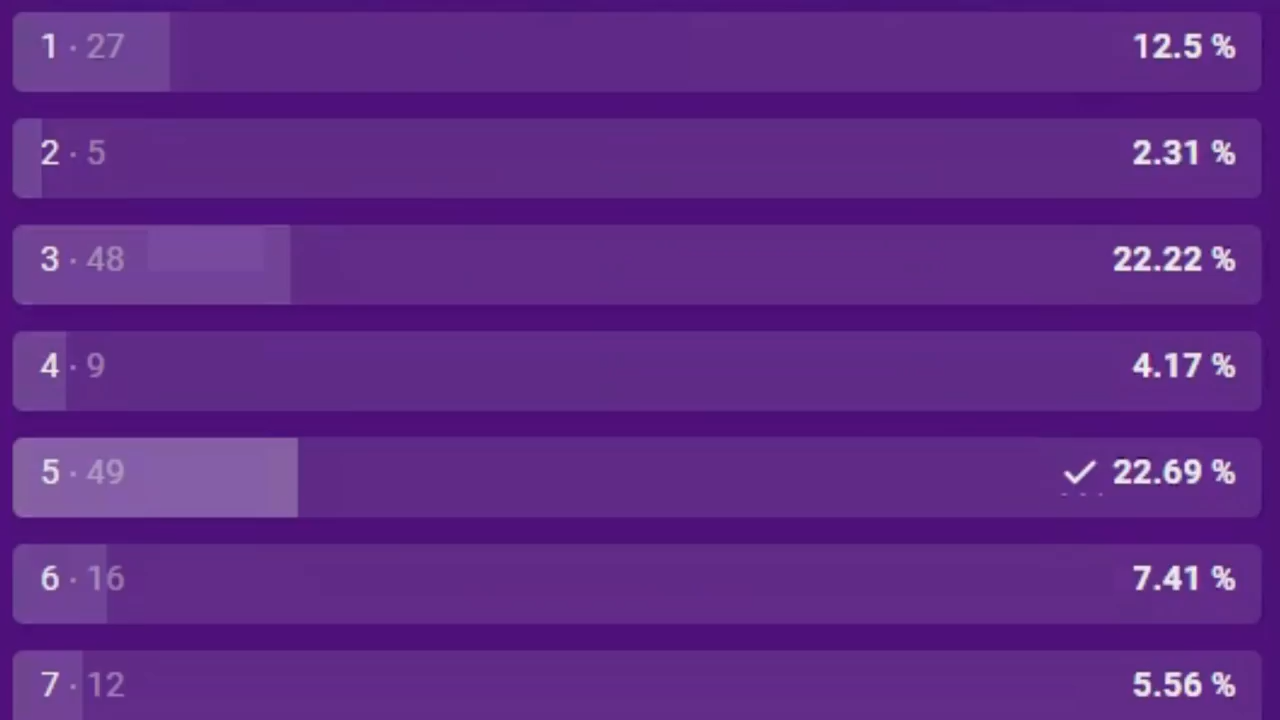 1 · 27 12.5 %
2 · 5 2.31 %
3 · 48 22.22 %
4 · 9 4.17 %
5 · 49 22.69 %
6 · 16 7.41 %
7 · 12 5.56 %